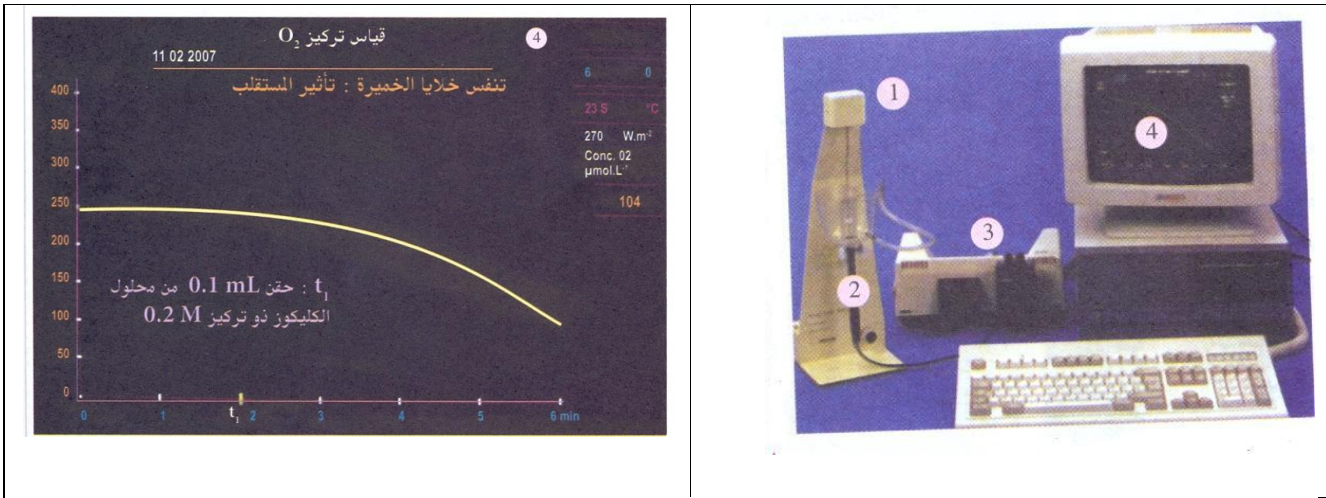 قياس تركيز O₂
4
11 02 2007
تنفس خلايا الخميرة : تأثير المستقلب
6 0
23 S °C
270 W.m⁻²
Conc. 02
µmol.L⁻¹
104
400
350
300
250
200
150
100
50
0
t₁ : حقن 0.1 mL من محلول
الكليكوز ذو تركيز 0.2 M
0 1 t₁ 2 3 4 5 6 min
1
2
3
4